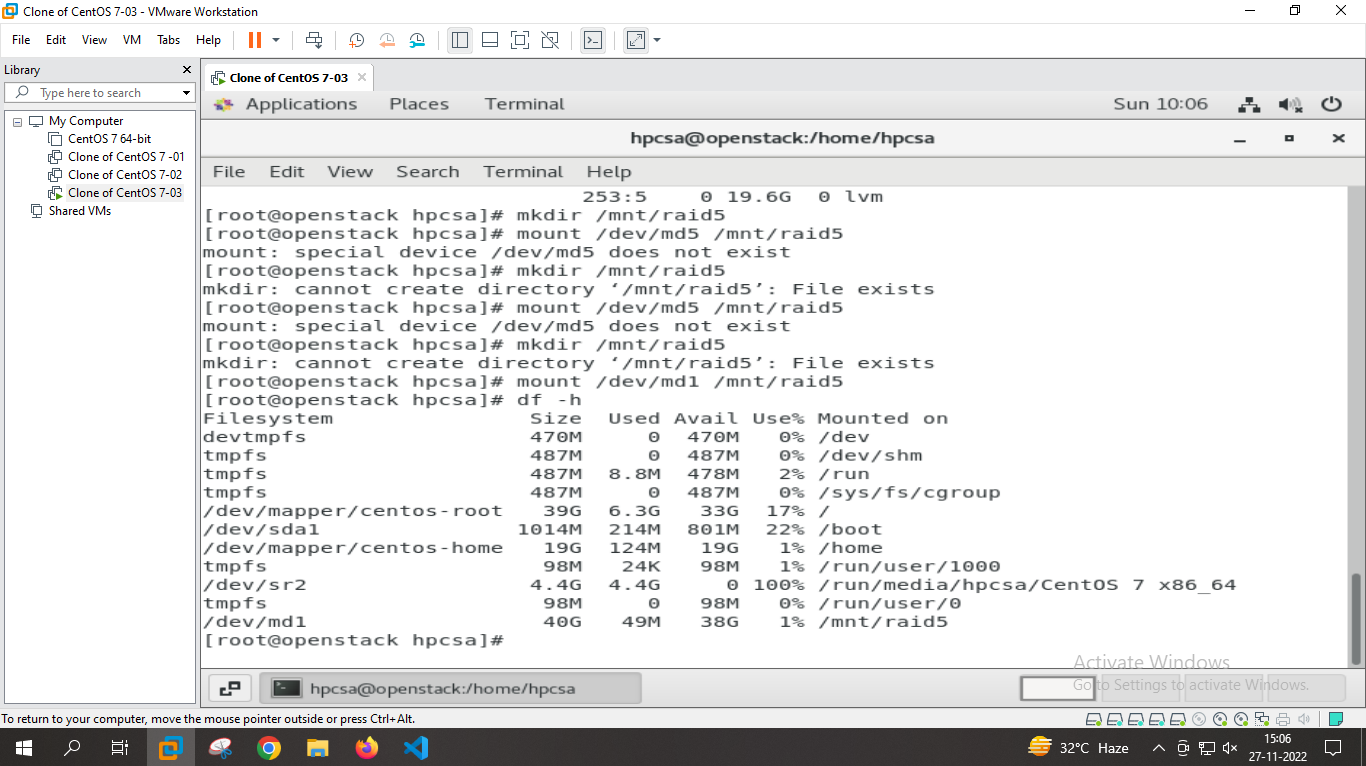 Clone of CentOS 7-03 - VMware Workstation
File Edit View VM Tabs Help
Library
Type here to search
My Computer
CentOS 7 64-bit
Clone of CentOS 7 -01
Clone of CentOS 7-02
Clone of CentOS 7-03
Shared VMs
Clone of CentOS 7-03
Applications Places Terminal Sun 10:06
hpcsa@openstack:/home/hpcsa
File Edit View Search Terminal Help
253:5 0 19.6G 0 lvm
[root@openstack hpcsa]# mkdir /mnt/raid5
[root@openstack hpcsa]# mount /dev/md5 /mnt/raid5
mount: special device /dev/md5 does not exist
[root@openstack hpcsa]# mkdir /mnt/raid5
mkdir: cannot create directory ‘/mnt/raid5’: File exists
[root@openstack hpcsa]# mount /dev/md5 /mnt/raid5
mount: special device /dev/md5 does not exist
[root@openstack hpcsa]# mkdir /mnt/raid5
mkdir: cannot create directory ‘/mnt/raid5’: File exists
[root@openstack hpcsa]# mount /dev/md1 /mnt/raid5
[root@openstack hpcsa]# df -h
Filesystem Size Used Avail Use% Mounted on
devtmpfs 470M 0 470M 0% /dev
tmpfs 487M 0 487M 0% /dev/shm
tmpfs 487M 8.8M 478M 2% /run
tmpfs 487M 0 487M 0% /sys/fs/cgroup
/dev/mapper/centos-root 39G 6.3G 33G 17% /
/dev/sda1 1014M 214M 801M 22% /boot
/dev/mapper/centos-home 19G 124M 19G 1% /home
tmpfs 98M 24K 98M 1% /run/user/1000
/dev/sr2 4.4G 4.4G 0 100% /run/media/hpcsa/CentOS 7 x86_64
tmpfs 98M 0 98M 0% /run/user/0
/dev/md1 40G 49M 38G 1% /mnt/raid5
[root@openstack hpcsa]#
Activate Windows
Go to Settings to activate Windows.
hpcsa@openstack:/home/hpcsa
To return to your computer, move the mouse pointer outside or press Ctrl+Alt.
32°C Haze
15:06
27-11-2022